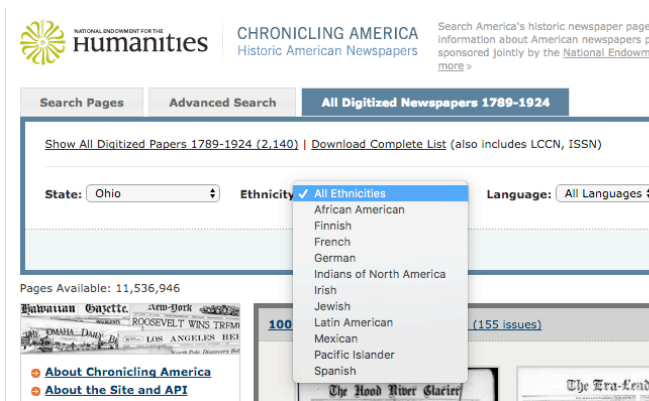 NATIONAL ENDOWMENT FOR THE
Humanities
CHRONICLING AMERICA
Historic American Newspapers
Search America's historic newspaper page
information about American newspapers p
sponsored jointly by the National Endowm
more »
Search Pages
Advanced Search
All Digitized Newspapers 1789-1924
Show All Digitized Papers 1789-1924 (2,140) | Download Complete List (also includes LCCN, ISSN)
State: Ohio
Ethnicity
✓ All Ethnicities
African American
Finnish
French
German
Indians of North America
Irish
Jewish
Latin American
Mexican
Pacific Islander
Spanish
Language: All Languages
Pages Available: 11,536,946
Hawaiian Gazette.
New-York
ROOSEVELT WINS TREM
OMAHA DAILY
LOS ANGELES HE
100
(155 issues)
About Chronicling America
About the Site and API
The Hood River Glacier
The Era-Lead